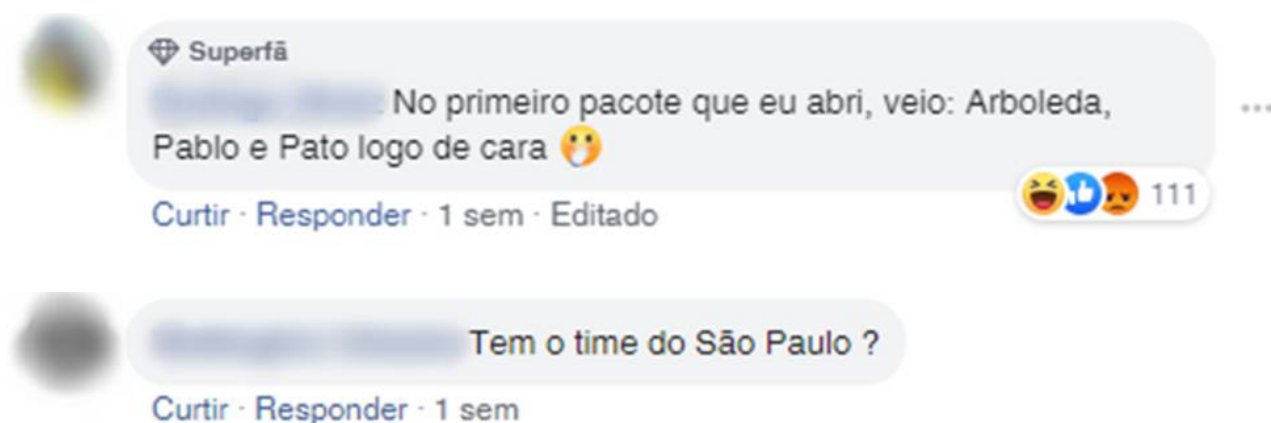 Superfã
No primeiro pacote que eu abri, veio: Arboleda,
Pablo e Pato logo de cara 🤭
Curtir · Responder · 1 sem · Editado
111
Tem o time do São Paulo ?
Curtir · Responder · 1 sem